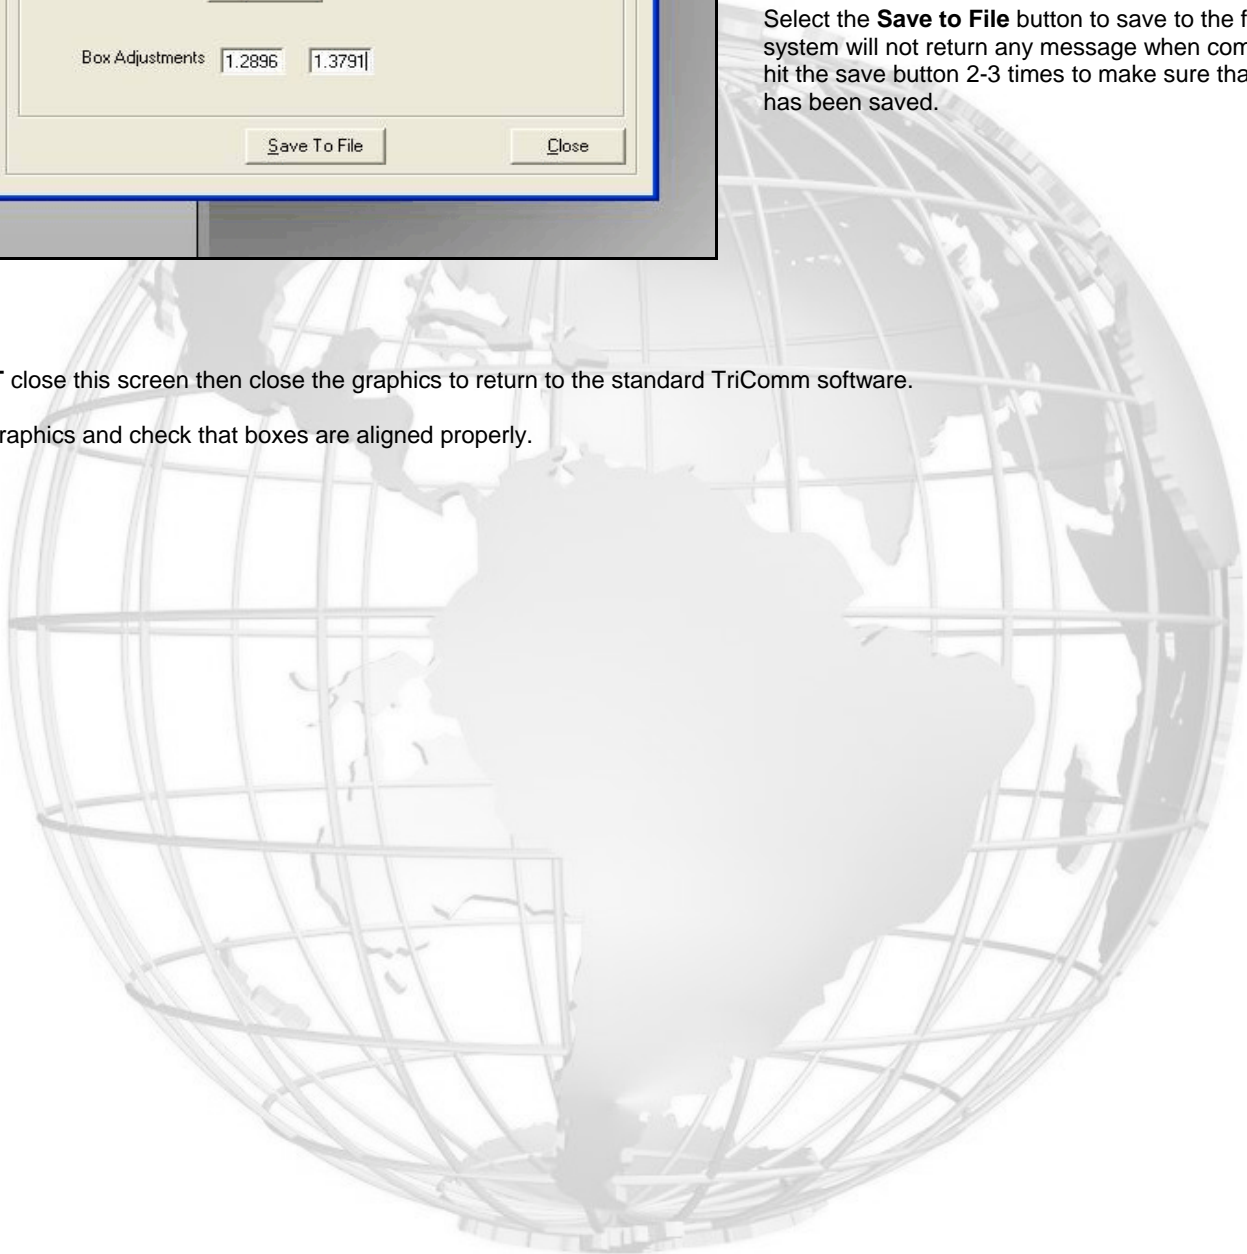 Select the Save to File button to save to the f
system will not return any message when com
hit the save button 2-3 times to make sure tha
has been saved.
Box Adjustments 1.2896 1.3791
Save To File Close
close this screen then close the graphics to return to the standard TriComm software.
raphics and check that boxes are aligned properly.